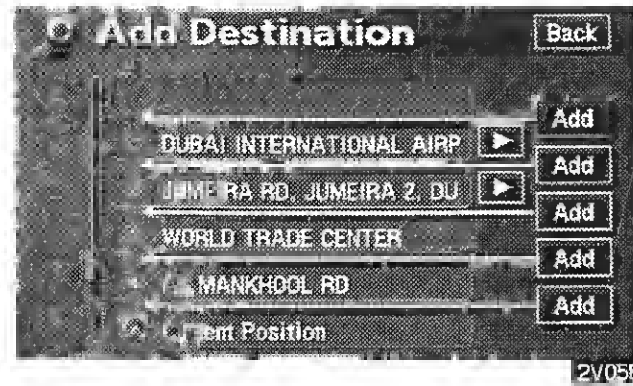 Add Destination Back
Add
DUBAI INTERNATIONAL AIRP
Add
JUMEIRA RD, JUMEIRA 2, DU
Add
WORLD TRADE CENTER
Add
MANKHOOL RD
Add
Position